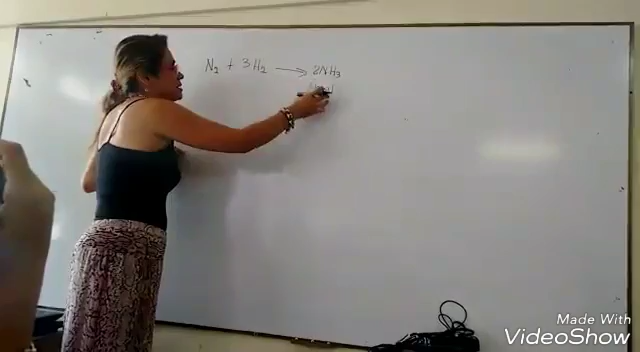 N₂ + 3H₂ → 2NH₃
Made With
VideoShow